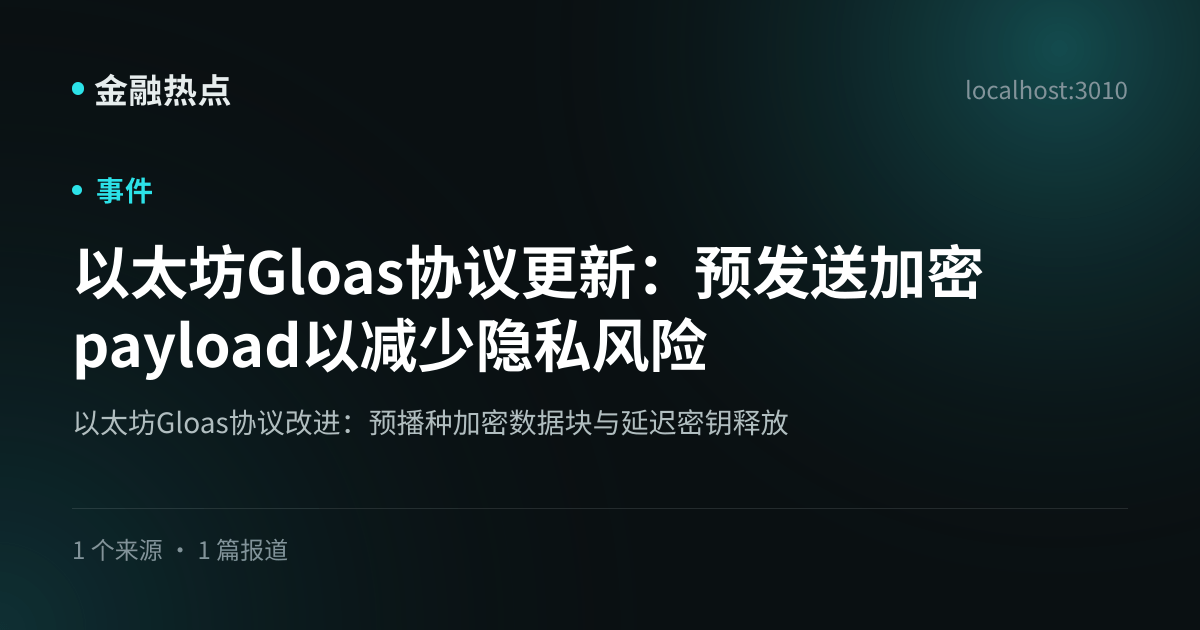 金融热点
localhost:3010
事件
以太坊Gloas协议更新：预发送加密
payload以减少隐私风险
以太坊Gloas协议改进：预播种加密数据块与延迟密钥释放
1 个来源 · 1 篇报道